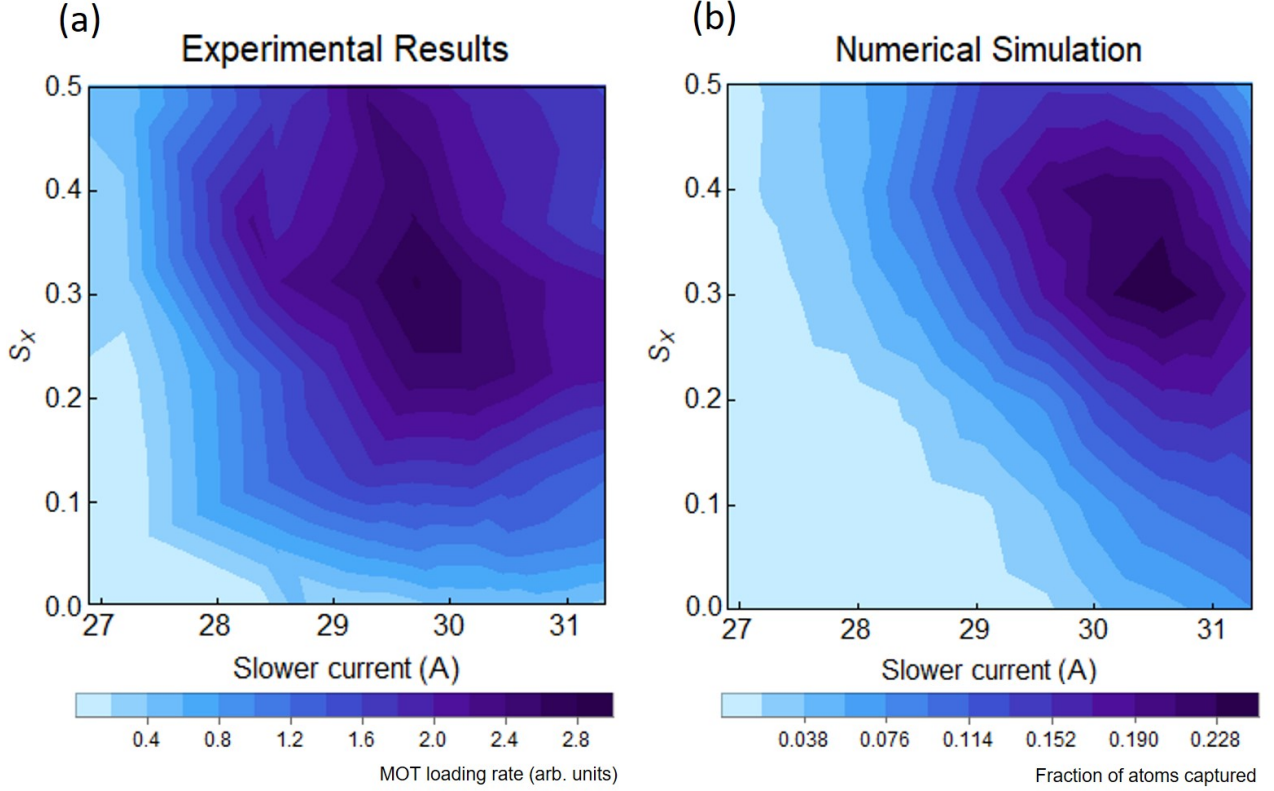 (a)
Experimental Results
0.5
0.4
0.3
0.2
0.1
0.0
Sx
27 28 29 30 31
Slower current (A)
0.4 0.8 1.2 1.6 2.0 2.4 2.8
MOT loading rate (arb. units)
(b)
Numerical Simulation
0.5
0.4
0.3
0.2
0.1
0.0
Sx
27 28 29 30 31
Slower current (A)
0.038 0.076 0.114 0.152 0.190 0.228
Fraction of atoms captured